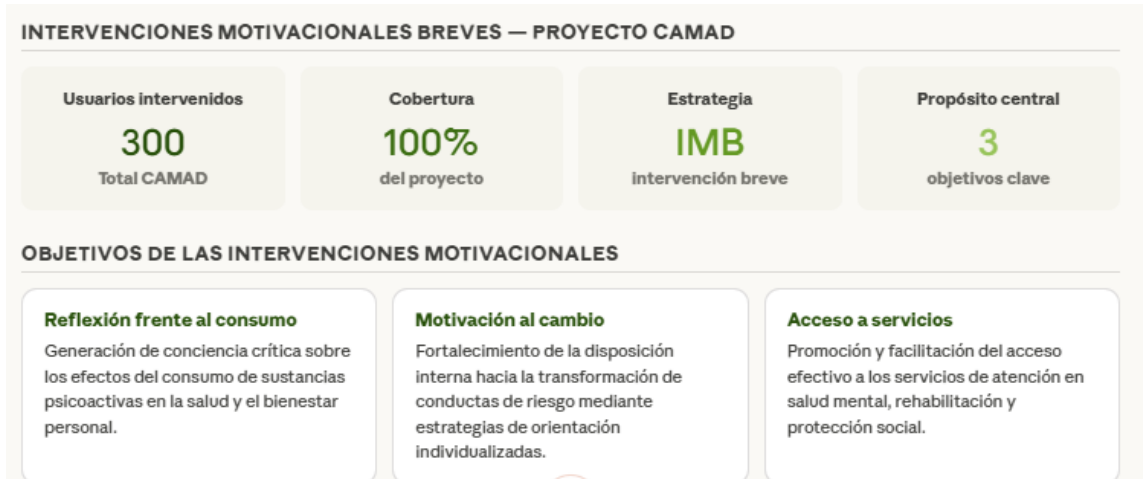 INTERVENCIONES MOTIVACIONALES BREVES — PROYECTO CAMAD
Usuarios intervenidos
300
Total CAMAD
Cobertura
100%
del proyecto
Estrategia
IMB
intervención breve
Propósito central
3
objetivos clave
OBJETIVOS DE LAS INTERVENCIONES MOTIVACIONALES
Reflexión frente al consumo
Generación de conciencia crítica sobre
los efectos del consumo de sustancias
psicoactivas en la salud y el bienestar
personal.
Motivación al cambio
Fortalecimiento de la disposición
interna hacia la transformación de
conductas de riesgo mediante
estrategias de orientación
individualizadas.
Acceso a servicios
Promoción y facilitación del acceso
efectivo a los servicios de atención en
salud mental, rehabilitación y
protección social.